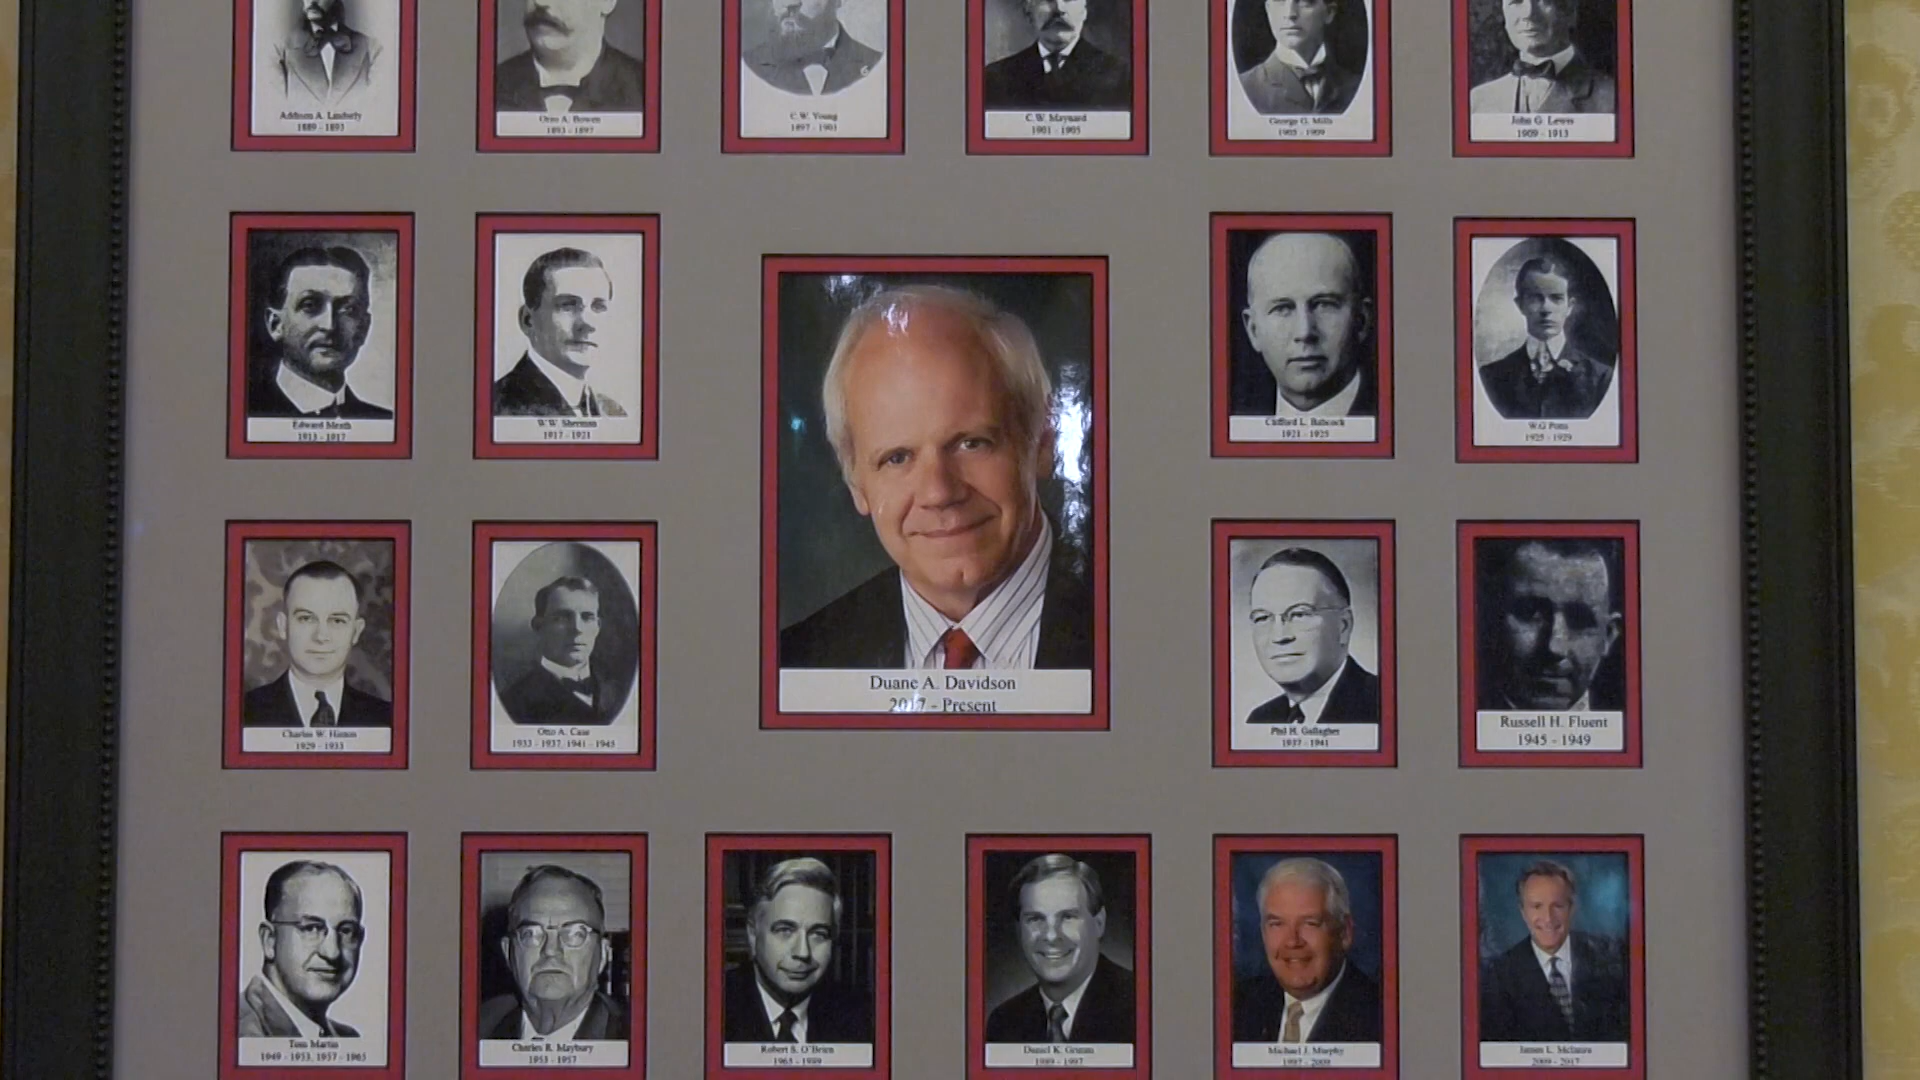 Addison A. Lindsly
1889 - 1893
Otto A. Bowen
1893 - 1897
C.W. Young
1897 - 1901
C.W. Maynard
1901 - 1905
George G. Mills
1905 - 1909
John G. Lewis
1909 - 1913
Edward Meath
1913 - 1917
W.W. Sherman
1917 - 1921
Clifford L. Babcock
1921 - 1925
W.G Potts
1925 - 1929
Charles W. Hinton
1929 - 1933
Otto A. Case
1933 - 1937, 1941 - 1945
Duane A. Davidson
2017 - Present
Phil H. Gallagher
1937 - 1941
Russell H. Fluent
1945 - 1949
Tom Martin
1949 - 1953, 1957 - 1965
Charles R. Maybury
1953 - 1957
Robert S. O'Brien
1965 - 1989
Daniel K. Grimm
1989 - 1997
Michael J. Murphy
1997 - 2009
James L. McIntire
2009 - 2017